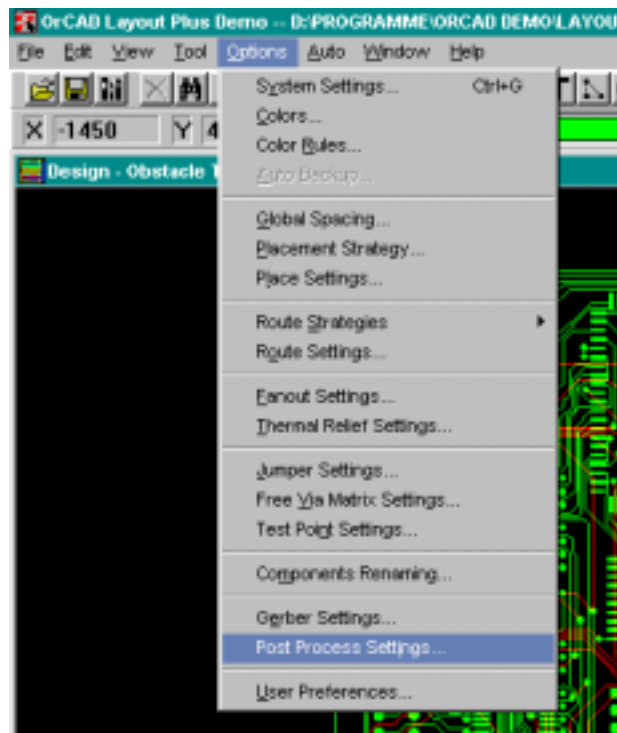 OrCAD Layout Plus Demo -- D:\PROGRAMME\ORCAD DEMO\LAYOU
File Edit View Tool Options Auto Window Help
X -1450 Y 4
Design - Obstacle T
System Settings... Ctrl+G
Colors...
Color Rules...
Auto Backup...
Global Spacing...
Placement Strategy...
Place Settings...
Route Strategies
Route Settings...
Fanout Settings...
Thermal Relief Settings...
Jumper Settings...
Free Via Matrix Settings...
Test Point Settings...
Components Renaming...
Gerber Settings...
Post Process Settings...
User Preferences...